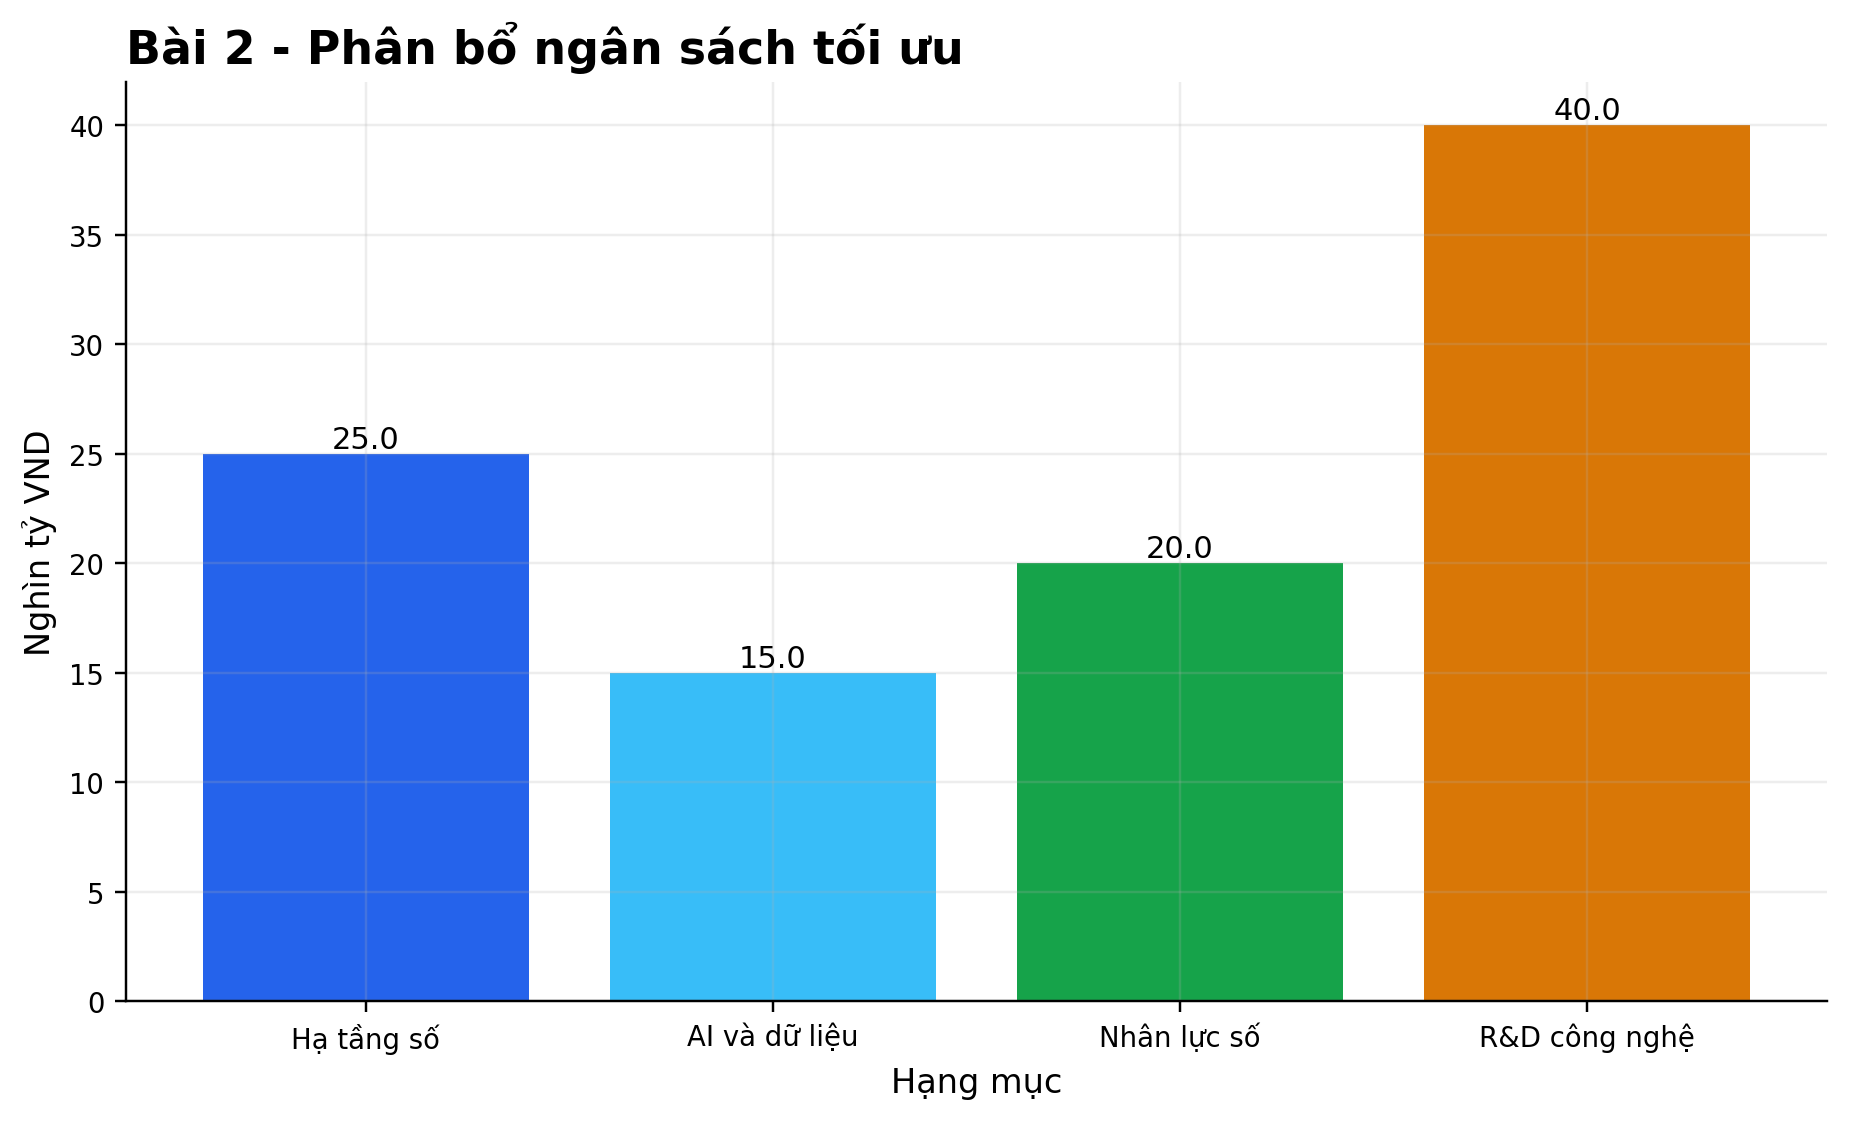 Bài 2 - Phân bổ ngân sách tối ưu
Nghìn tỷ VND
40
35
30
25
20
15
10
5
0
25.0
15.0
20.0
40.0
Hạ tầng số
AI và dữ liệu
Nhân lực số
R&D công nghệ
Hạng mục